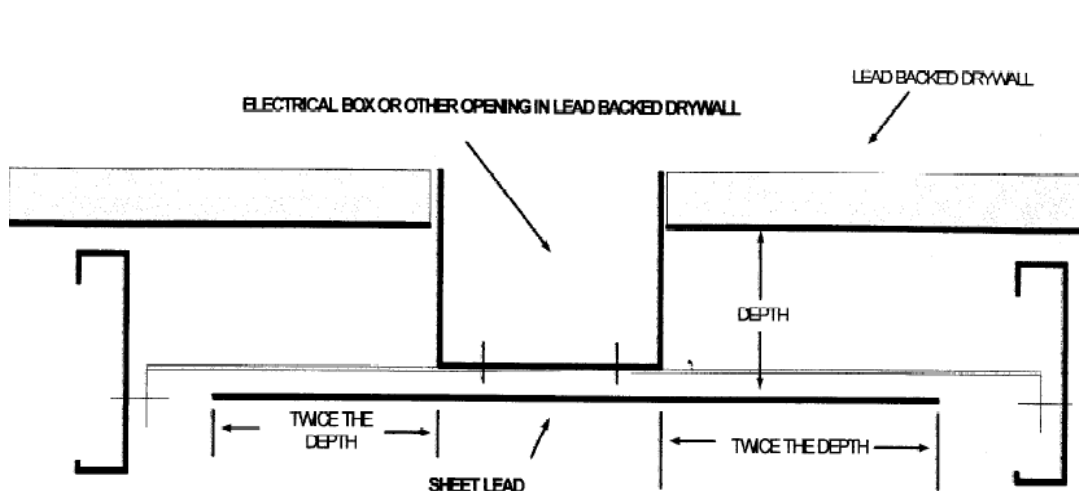 LEAD BACKED DRYWALL
ELECTRICAL BOX OR OTHER OPENING IN LEAD BACKED DRYWALL
DEPTH
TWICE THE
DEPTH
TWICE THE DEPTH
SHEET LEAD